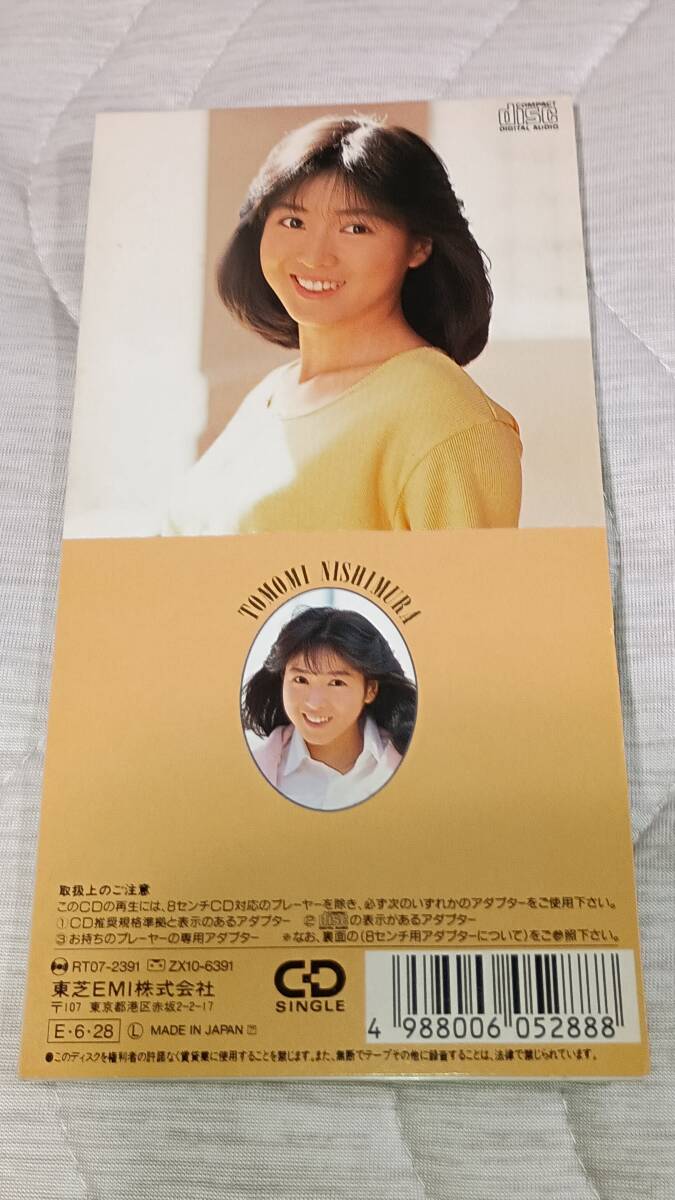 COMPACT
disc
DIGITAL AUDIO
TOMOMI NISHIMURA
取扱上のご注意
このCDの再生には、8センチCD対応のプレーヤーを除き、必ず次のいずれかのアダプターをご使用下さい。
①CD推奨規格準拠と表示のあるアダプター ②disc の表示があるアダプター
③お持ちのプレーヤーの専用アダプター ※なお、裏面の(8センチ用アダプターについて)をご参照下さい。
RT07-2391 ZX10-6391
東芝EMI株式会社
〒107 東京都港区赤坂2-2-17
E・6・28 Ⓛ MADE IN JAPAN
CD
SINGLE
4 988006 052888
●このディスクを権利者の許諾なく賃貸業に使用することを禁じます。また、無断でテープその他に録音することは、法律で禁じられています。